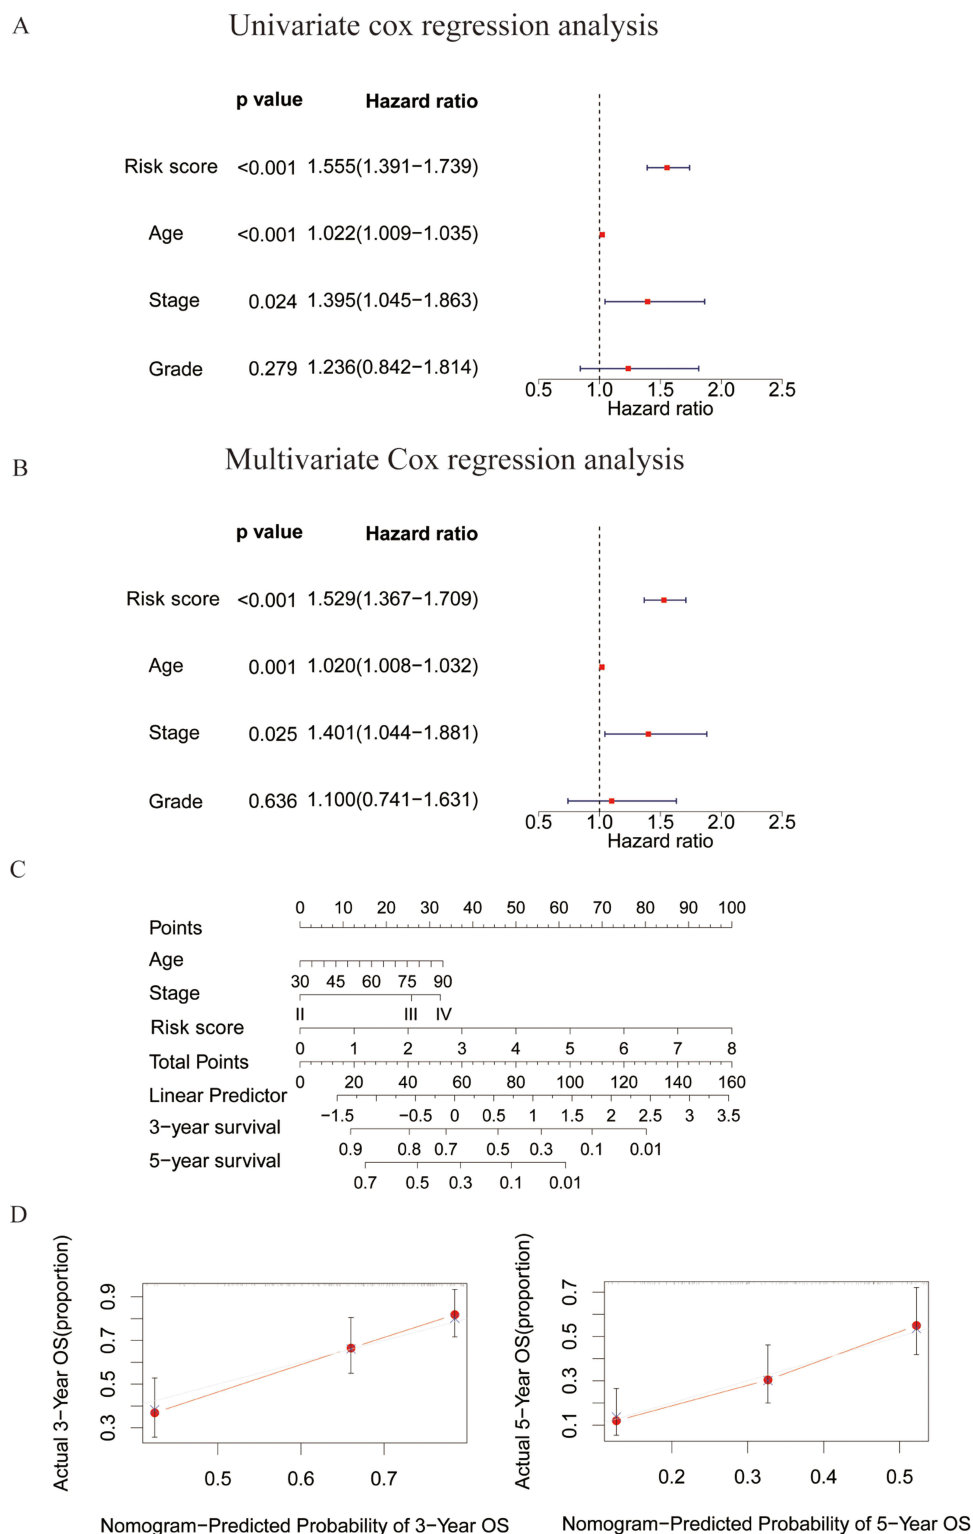 A
Univariate cox regression analysis
p value Hazard ratio
Risk score <0.001 1.555(1.391−1.739)
Age <0.001 1.022(1.009−1.035)
Stage 0.024 1.395(1.045−1.863)
Grade 0.279 1.236(0.842−1.814)
0.5 1.0 1.5 2.0 2.5
Hazard ratio
B
Multivariate Cox regression analysis
p value Hazard ratio
Risk score <0.001 1.529(1.367−1.709)
Age 0.001 1.020(1.008−1.032)
Stage 0.025 1.401(1.044−1.881)
Grade 0.636 1.100(0.741−1.631)
0.5 1.0 1.5 2.0 2.5
Hazard ratio
C
0 10 20 30 40 50 60 70 80 90 100
Points
Age
30 45 60 75 90
Stage
II III IV
Risk score
0 1 2 3 4 5 6 7 8
Total Points
0 20 40 60 80 100 120 140 160
Linear Predictor
−1.5 −0.5 0 0.5 1 1.5 2 2.5 3 3.5
3−year survival
0.9 0.8 0.7 0.5 0.3 0.1 0.01
5−year survival
0.7 0.5 0.3 0.1 0.01
D
Actual 3−Year OS(proportion)
0.3 0.5 0.7 0.9
0.5 0.6 0.7
Nomogram−Predicted Probability of 3−Year OS
Actual 5−Year OS(proportion)
0.1 0.3 0.5 0.7
0.2 0.3 0.4 0.5
Nomogram−Predicted Probability of 5−Year OS